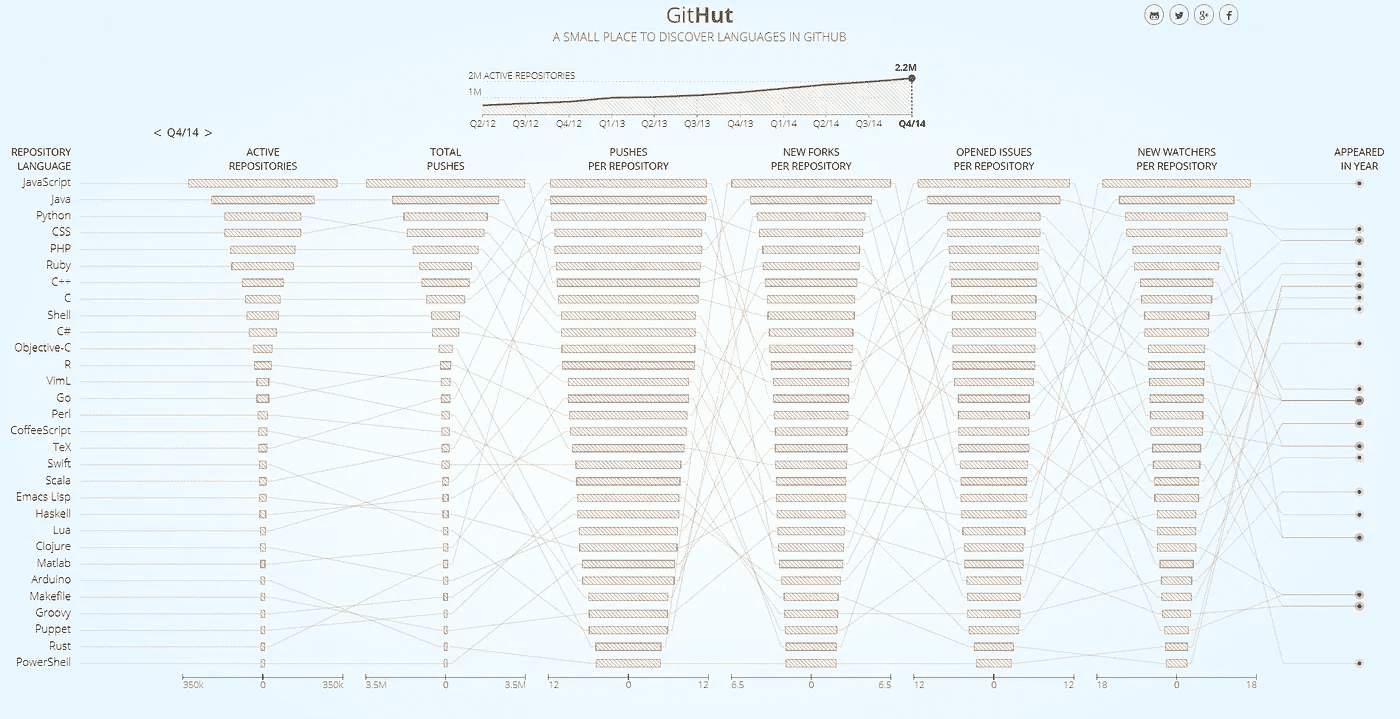 GitHut
A SMALL PLACE TO DISCOVER LANGUAGES IN GITHUB
2.2M
2M ACTIVE REPOSITORIES
1M
Q2/12 Q3/12 Q4/12 Q1/13 Q2/13 Q3/13 Q4/13 Q1/14 Q2/14 Q3/14 Q4/14
< Q4/14 >
REPOSITORY ACTIVE TOTAL PUSHES NEW FORKS OPENED ISSUES NEW WATCHERS APPEARED
LANGUAGE REPOSITORIES PUSHES PER REPOSITORY PER REPOSITORY PER REPOSITORY PER REPOSITORY IN YEAR
JavaScript
Java
Python
CSS
PHP
Ruby
C++
C
Shell
C#
Objective-C
R
VimL
Go
Perl
CoffeeScript
TeX
Swift
Scala
Emacs Lisp
Haskell
Lua
Clojure
Matlab
Arduino
Makefile
Groovy
Puppet
Rust
PowerShell
350k 0 350k 3.5M 0 3.5M 12 0 12 6.5 0 6.5 12 0 12 18 0 18